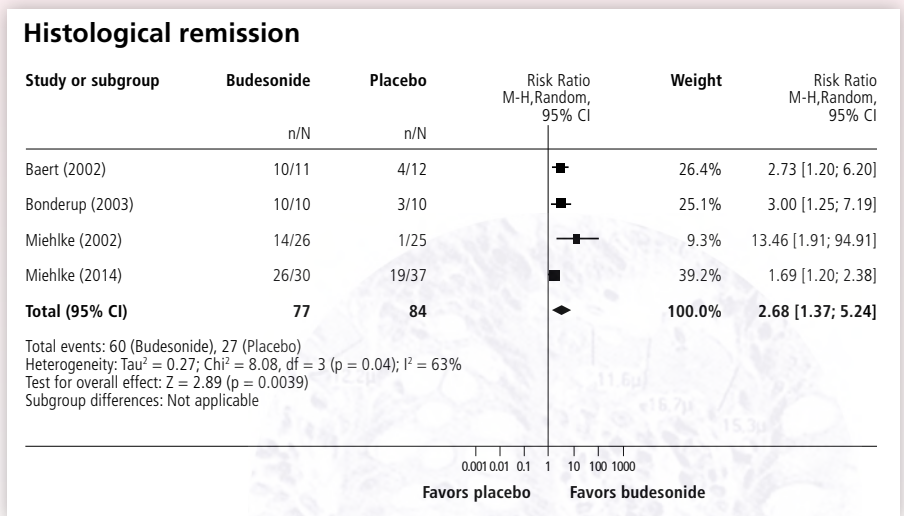 Histological remission
Study or subgroup Budesonide Placebo Risk Ratio Weight Risk Ratio
M-H,Random, M-H,Random,
95% CI 95% CI
n/N n/N
Baert (2002) 10/11 4/12 26.4% 2.73 [1.20; 6.20]
Bonderup (2003) 10/10 3/10 25.1% 3.00 [1.25; 7.19]
Miehlke (2002) 14/26 1/25 9.3% 13.46 [1.91; 94.91]
Miehlke (2014) 26/30 19/37 39.2% 1.69 [1.20; 2.38]
Total (95% CI) 77 84 100.0% 2.68 [1.37; 5.24]
Total events: 60 (Budesonide), 27 (Placebo)
Heterogeneity: Tau² = 0.27; Chi² = 8.08, df = 3 (p = 0.04); I² = 63%
Test for overall effect: Z = 2.89 (p = 0.0039)
Subgroup differences: Not applicable
11.6µ
16.7µ
15.3µ
0.001 0.01 0.1 1 10 100 1000
Favors placebo Favors budesonide